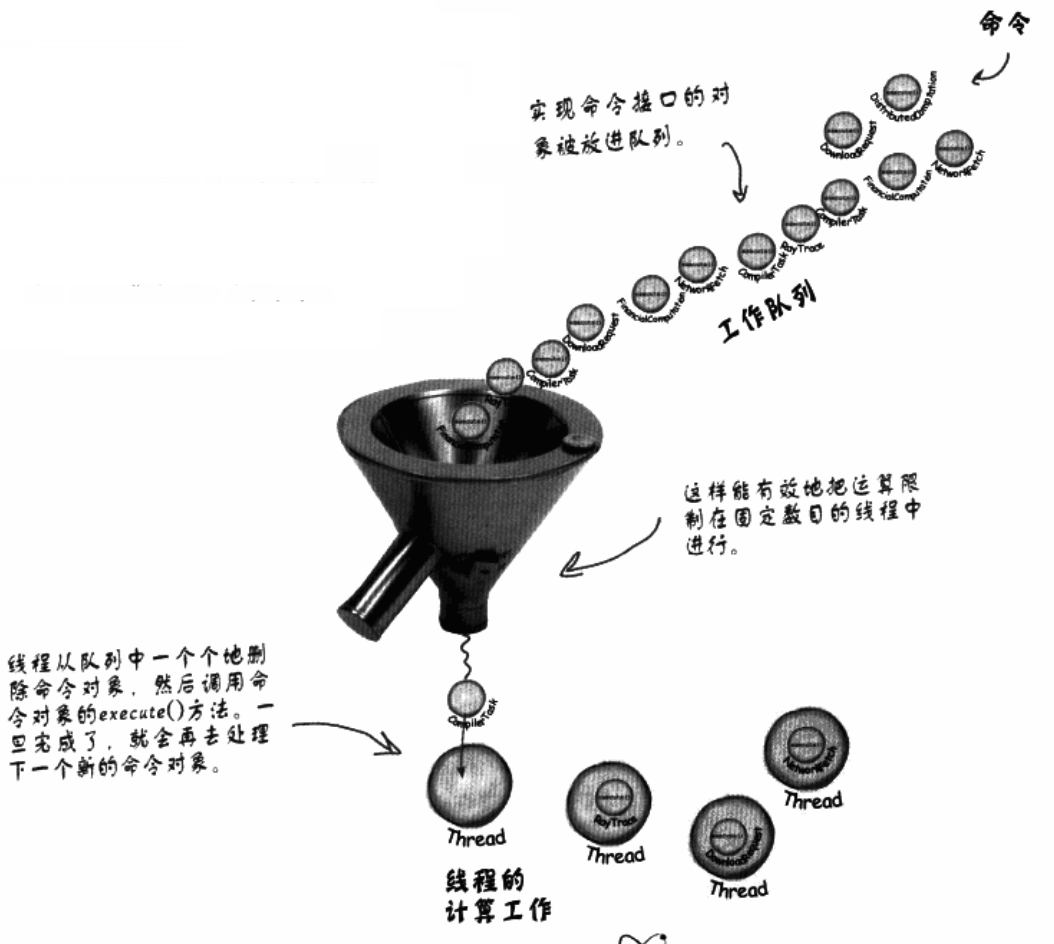 命令
实现命令接口的对
象被放进队列。
DistributedComputation
DownloadRequest
NetworkFetch
FinancialComputation
CompilerTask
RayTrace
CompilerTask
NetworkFetch
FinancialComputation
DownloadRequest
CompilerTask
工作队列
这样能有效地把运算限
制在固定数目的线程中
进行。
线程从队列中一个个地删
除命令对象，然后调用命
令对象的execute()方法。一
旦完成了，就会再去处理
下一个新的命令对象。
CompilerTask
Thread
RayTrace
Thread
DownloadRequest
Thread
NetworkFetch
Thread
线程的
计算工作